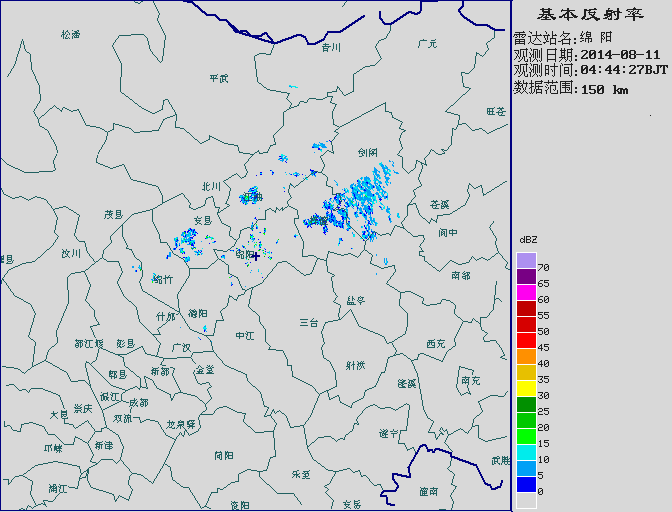 基本反射率
雷达站名:绵 阳
观测日期:2014-08-11
观测时间:04:44:27BJT
数据范围:150 km
松潘
青川
广元
平武
旺苍
剑阁
北川
苍溪
茂县
安县
阆中
汶川
绵阳
南部
绵竹
盐亭
什邡
德阳
三台
中江
西充
都江堰
彭县
广汉
射洪
郫县
新都
金堂
蓬溪
南充
温江
成都
大邑
崇庆
双流
龙泉驿
遂宁
邛崃
新津
简阳
武胜
乐至
蒲江
潼南
资阳
安岳
dBZ
70
65
60
55
50
45
40
35
30
25
20
15
10
5
0